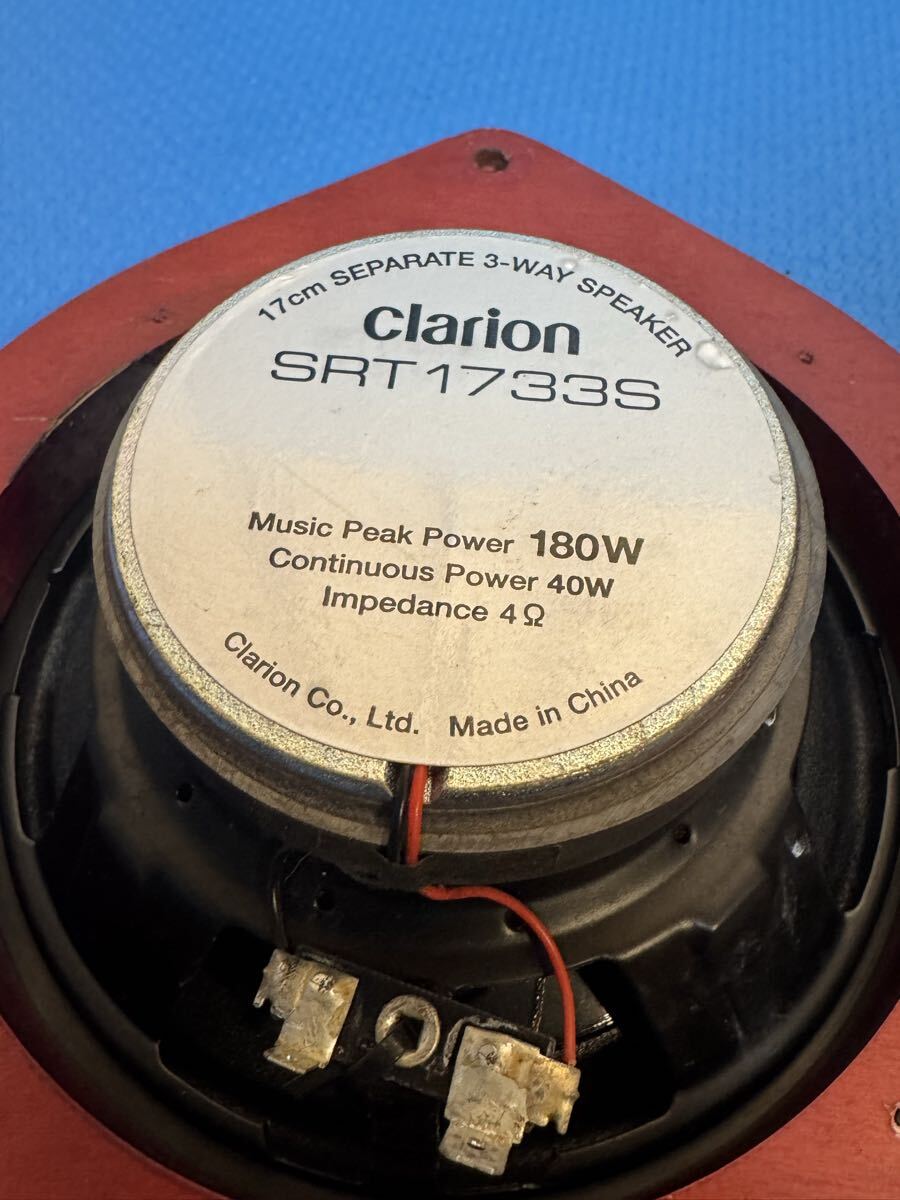 17cm SEPARATE 3-WAY SPEAKER
Clarion
SRT1733S
Music Peak Power 180W
Continuous Power 40W
Impedance 4Ω
Clarion Co., Ltd. Made in China